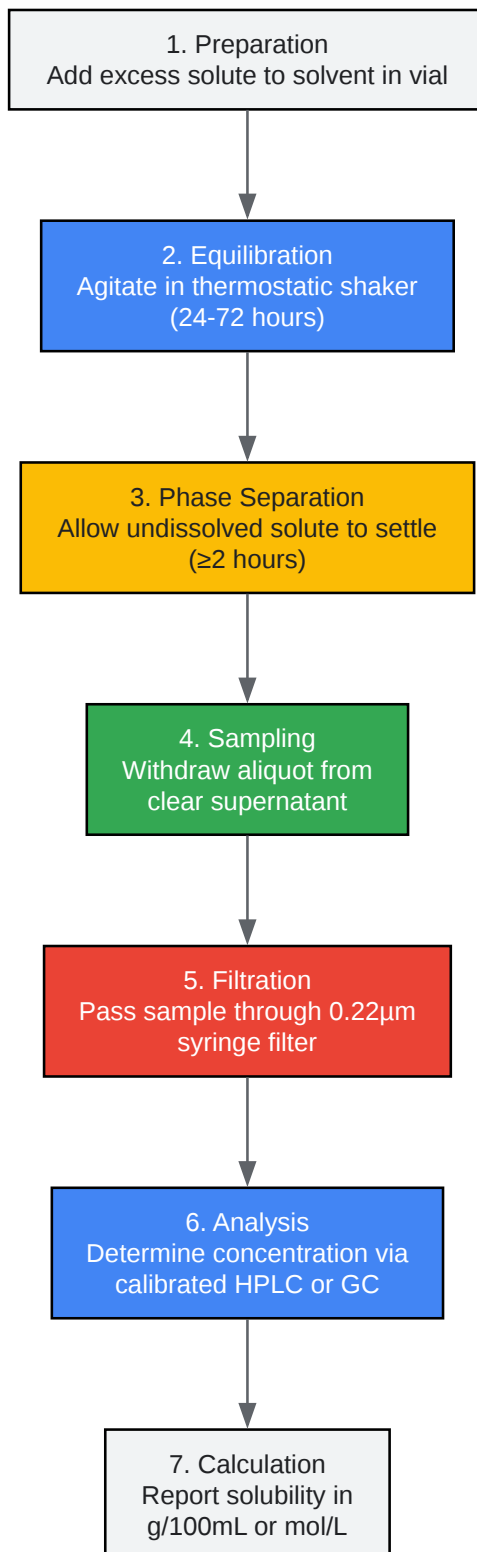 1. Preparation
Add excess solute to solvent in vial
2. Equilibration
Agitate in thermostatic shaker
(24-72 hours)
3. Phase Separation
Allow undissolved solute to settle
(≥2 hours)
4. Sampling
Withdraw aliquot from
clear supernatant
5. Filtration
Pass sample through 0.22µm
syringe filter
6. Analysis
Determine concentration via
calibrated HPLC or GC
7. Calculation
Report solubility in
g/100mL or mol/L